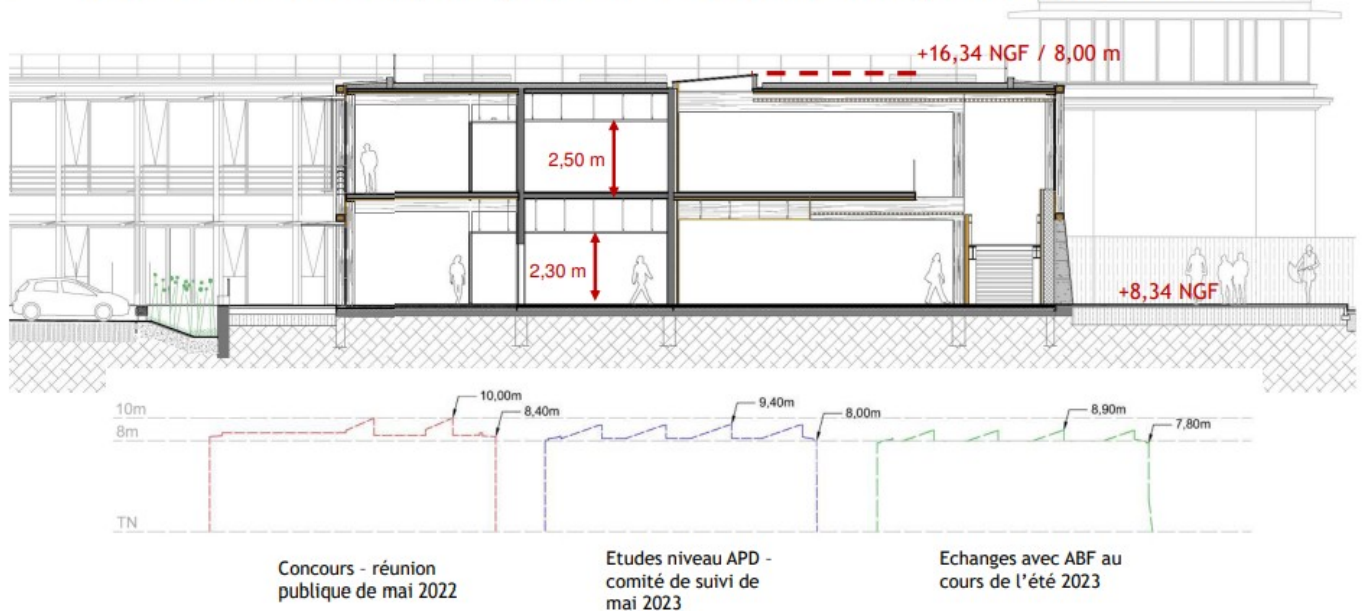 +16,34 NGF / 8,00 m
2,50 m
2,30 m
+8,34 NGF
10m
8m
TN
10,00m
8,40m
9,40m
8,00m
8,90m
7,80m
Concours – réunion
publique de mai 2022
Etudes niveau APD –
comité de suivi de
mai 2023
Echanges avec ABF au
cours de l'été 2023